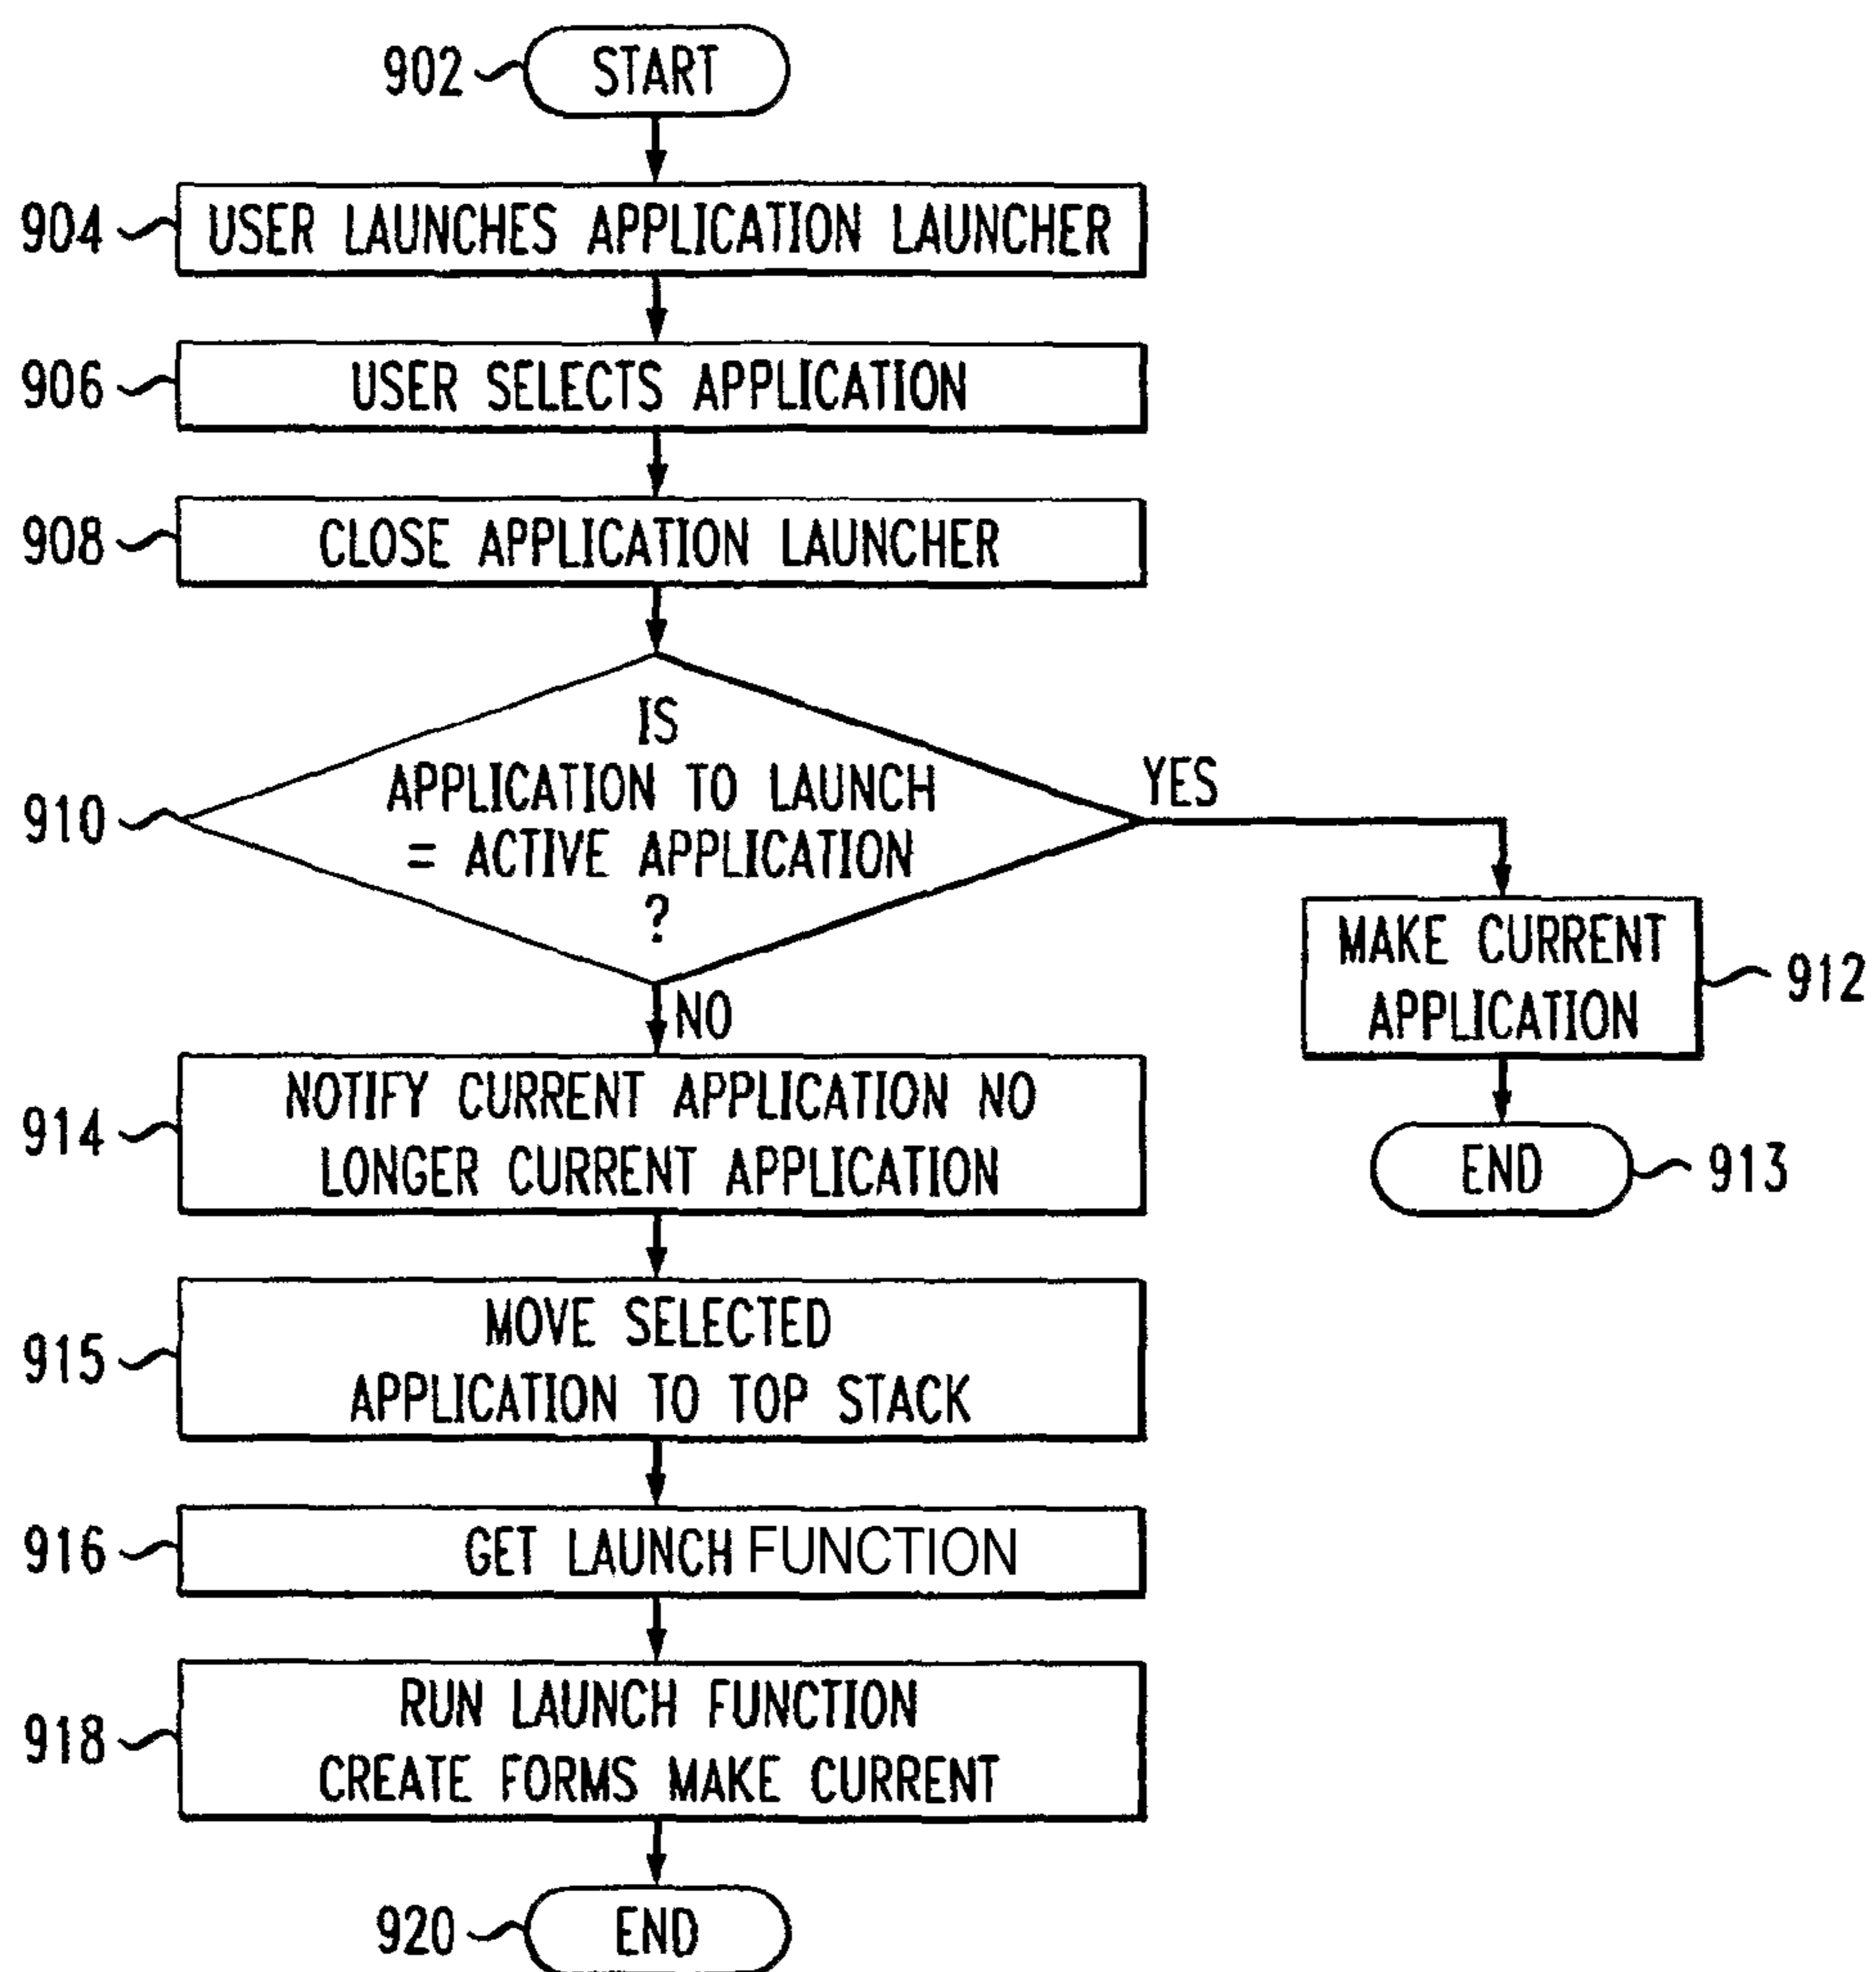 902
START
904
USER LAUNCHES APPLICATION LAUNCHER
906
USER SELECTS APPLICATION
908
CLOSE APPLICATION LAUNCHER
910
IS
APPLICATION TO LAUNCH
= ACTIVE APPLICATION
?
YES
MAKE CURRENT
APPLICATION
912
END
913
NO
914
NOTIFY CURRENT APPLICATION NO
LONGER CURRENT APPLICATION
915
MOVE SELECTED
APPLICATION TO TOP STACK
916
GET LAUNCH FUNCTION
918
RUN LAUNCH FUNCTION
CREATE FORMS MAKE CURRENT
920
END